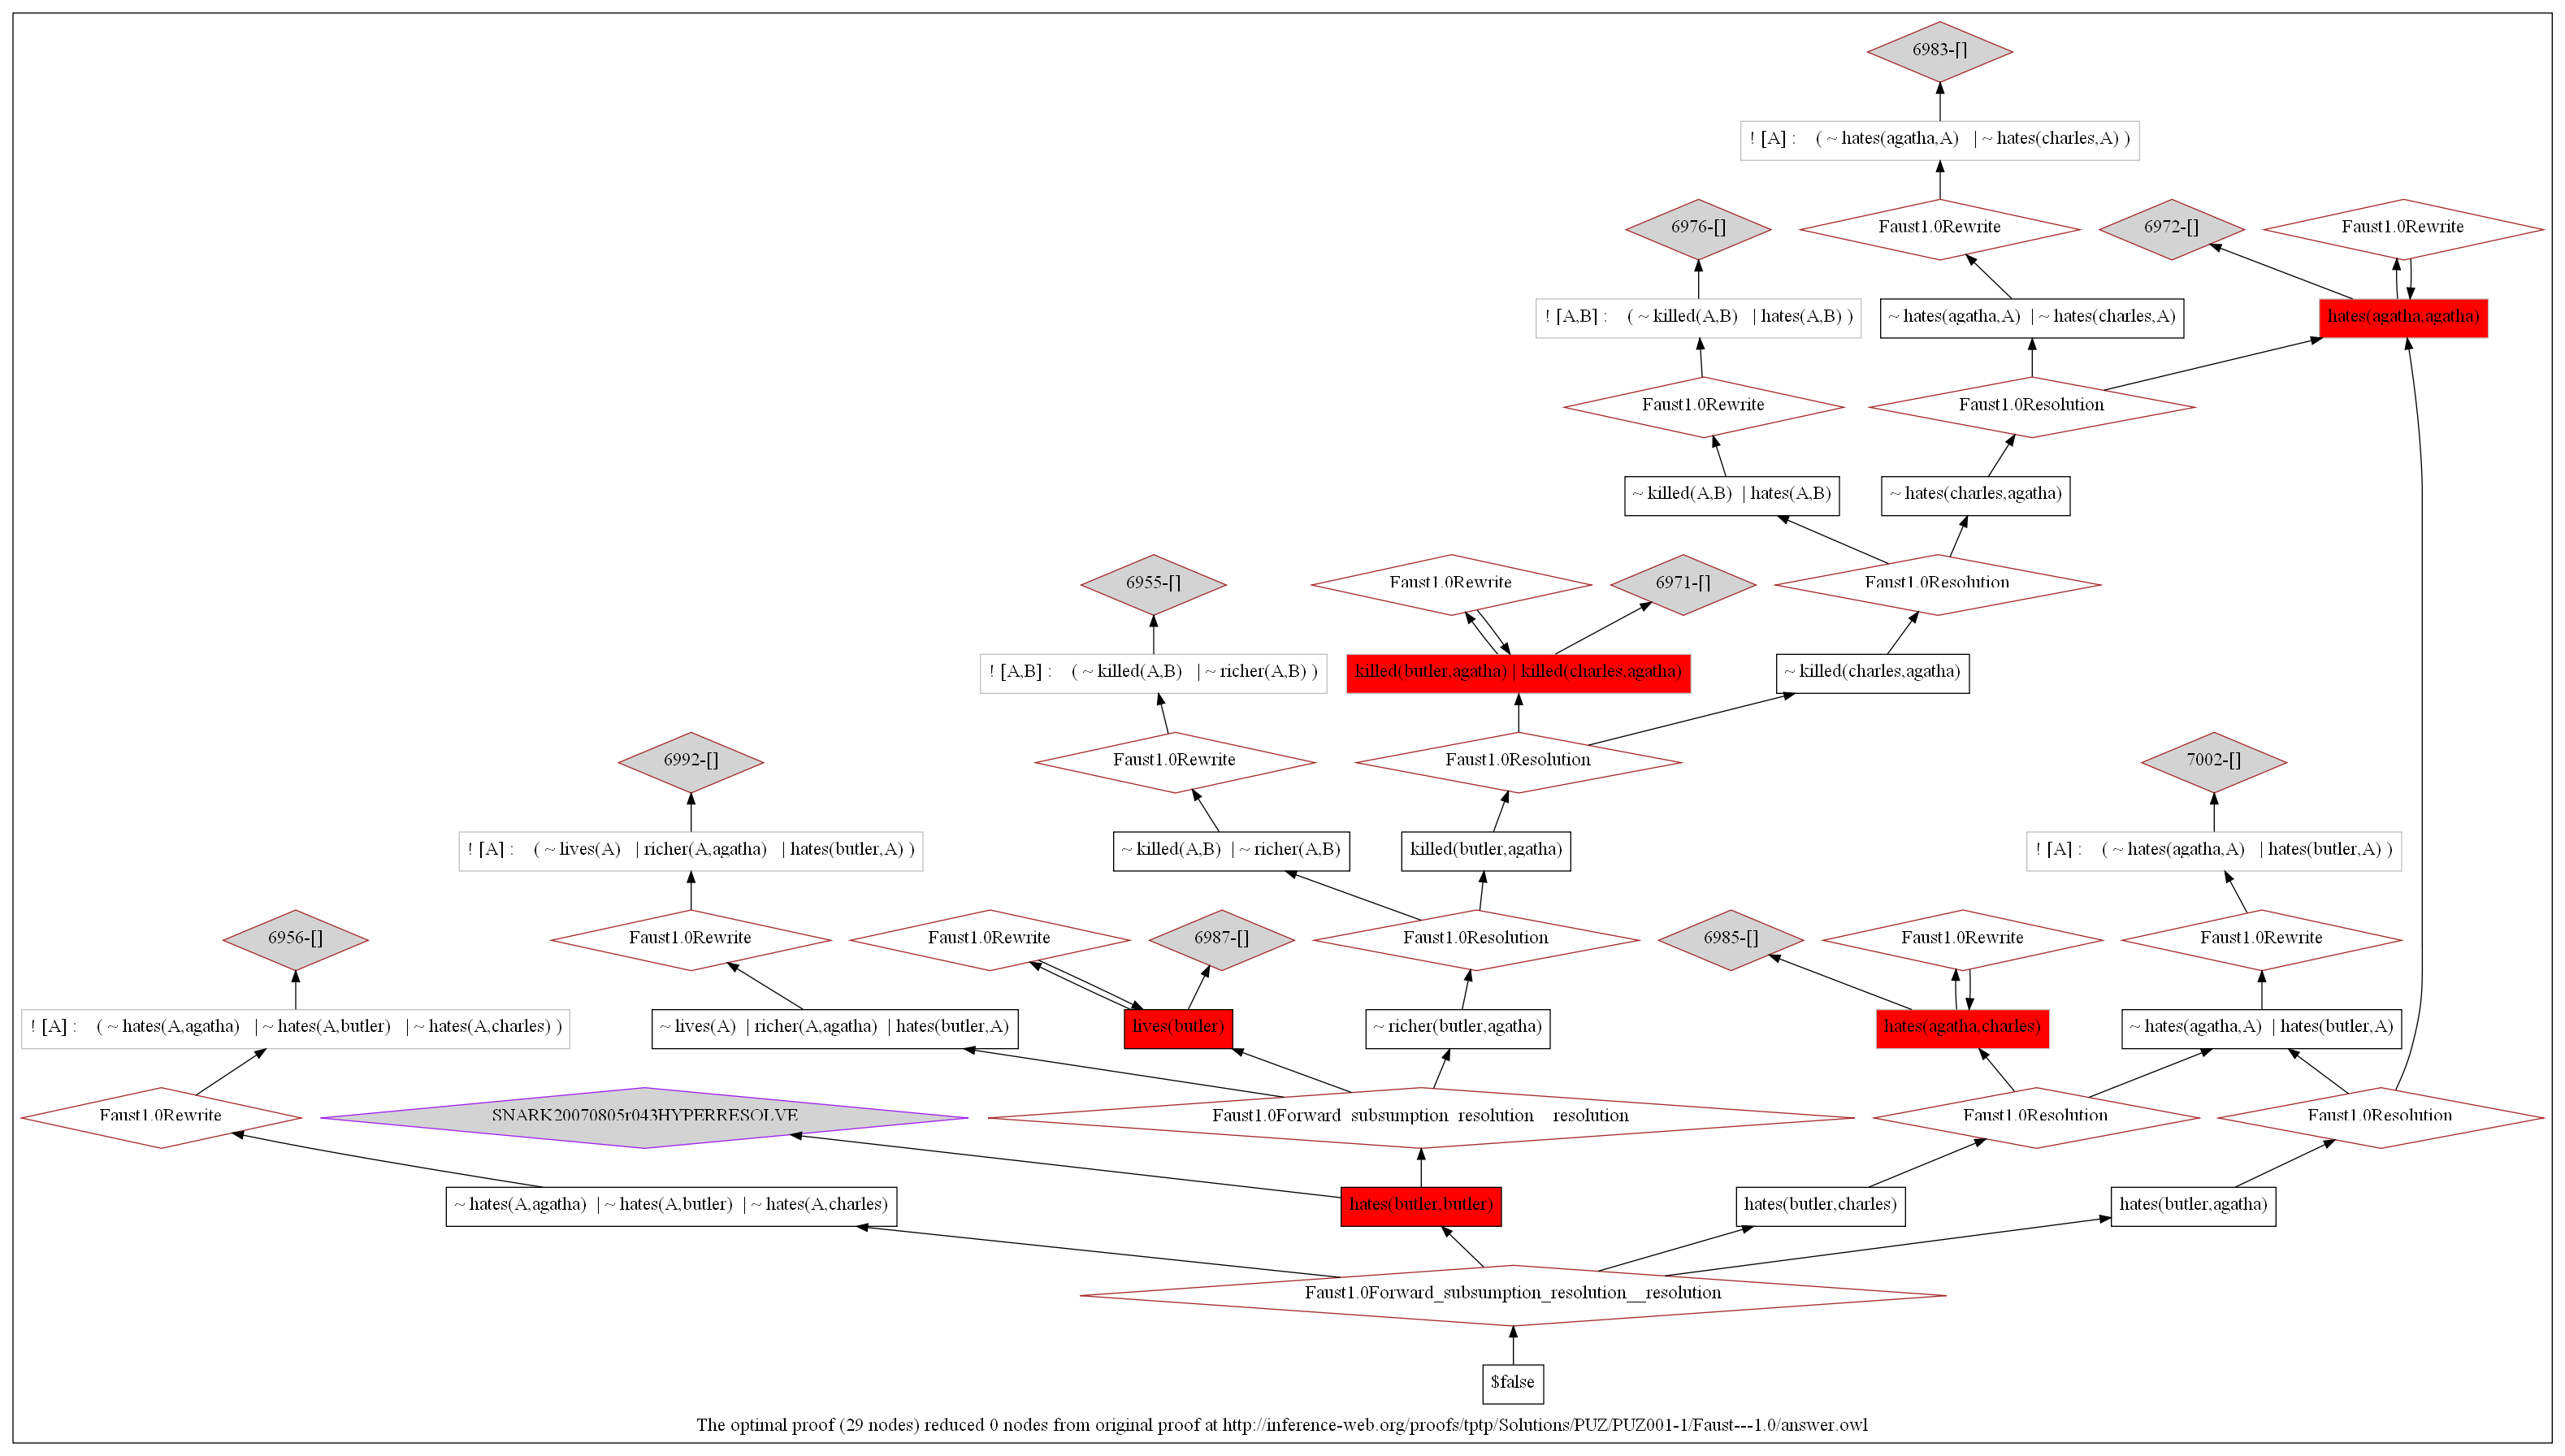 6983-[]
! [A] : ( ~ hates(agatha,A) | ~ hates(charles,A) )
6976-[]
Faust1.0Rewrite
6972-[]
Faust1.0Rewrite
! [A,B] : ( ~ killed(A,B) | hates(A,B) )
~ hates(agatha,A) | ~ hates(charles,A)
hates(agatha,agatha)
Faust1.0Rewrite
Faust1.0Resolution
~ killed(A,B) | hates(A,B)
~ hates(charles,agatha)
6955-[]
Faust1.0Rewrite
6971-[]
Faust1.0Resolution
! [A,B] : ( ~ killed(A,B) | ~ richer(A,B) )
killed(butler,agatha) | killed(charles,agatha)
~ killed(charles,agatha)
6992-[]
Faust1.0Rewrite
Faust1.0Resolution
7002-[]
! [A] : ( ~ lives(A) | richer(A,agatha) | hates(butler,A) )
~ killed(A,B) | ~ richer(A,B)
killed(butler,agatha)
! [A] : ( ~ hates(agatha,A) | hates(butler,A) )
6956-[]
Faust1.0Rewrite
Faust1.0Rewrite
6987-[]
Faust1.0Resolution
6985-[]
Faust1.0Rewrite
Faust1.0Rewrite
! [A] : ( ~ hates(A,agatha) | ~ hates(A,butler) | ~ hates(A,charles) )
~ lives(A) | richer(A,agatha) | hates(butler,A)
lives(butler)
~ richer(butler,agatha)
hates(agatha,charles)
~ hates(agatha,A) | hates(butler,A)
Faust1.0Rewrite
SNARK20070805r043HYPERRESOLVE
Faust1.0Forward_subsumption_resolution__resolution
Faust1.0Resolution
Faust1.0Resolution
~ hates(A,agatha) | ~ hates(A,butler) | ~ hates(A,charles)
hates(butler,butler)
hates(butler,charles)
hates(butler,agatha)
Faust1.0Forward_subsumption_resolution__resolution
$false
The optimal proof (29 nodes) reduced 0 nodes from original proof at http://inference-web.org/proofs/tptp/Solutions/PUZ/PUZ001-1/Faust---1.0/answer.owl